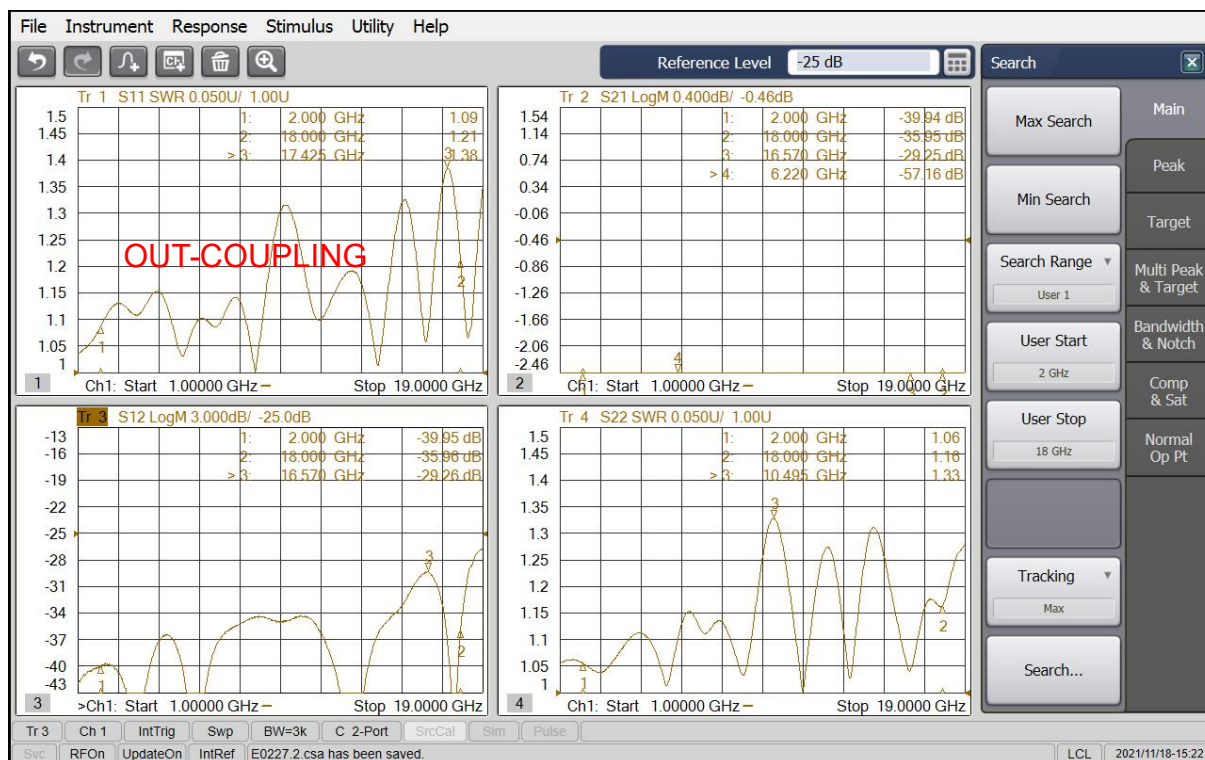 File Instrument Response Stimulus Utility Help
Reference Level -25 dB
Tr 1 S11 SWR 0.050U/ 1.00U
1.5
1.45
1.4
1.35
1.3
1.25
1.2
1.15
1.1
1.05
1
1: 2.000 GHz 1.09
2: 18.000 GHz 1.21
> 3: 17.425 GHz 1.38
3
2
1
OUT-COUPLING
1 Ch1: Start 1.00000 GHz Stop 19.0000 GHz
Tr 2 S21 LogM 0.400dB/ -0.46dB
1.54
1.14
0.74
0.34
-0.06
-0.46
-0.86
-1.26
-1.66
-2.06
-2.46
1: 2.000 GHz -39.94 dB
2: 18.000 GHz -35.95 dB
3: 16.570 GHz -29.25 dB
> 4: 6.220 GHz -57.16 dB
4
2 Ch1: Start 1.00000 GHz Stop 19.0000 GHz
Tr 3 S12 LogM 3.000dB/ -25.0dB
-13
-16
-19
-22
-25
-28
-31
-34
-37
-40
-43
1: 2.000 GHz -39.95 dB
2: 18.000 GHz -35.96 dB
> 3: 16.570 GHz -29.26 dB
3
2
1
3 >Ch1: Start 1.00000 GHz Stop 19.0000 GHz
Tr 4 S22 SWR 0.050U/ 1.00U
1.5
1.45
1.4
1.35
1.3
1.25
1.2
1.15
1.1
1.05
1
1: 2.000 GHz 1.06
2: 18.000 GHz 1.16
> 3: 10.495 GHz 1.33
3
2
1
4 Ch1: Start 1.00000 GHz Stop 19.0000 GHz
Search
Max Search
Min Search
Search Range
User 1
User Start
2 GHz
User Stop
18 GHz
Tracking
Max
Search...
Main
Peak
Target
Multi Peak
& Target
Bandwidth
& Notch
Comp
& Sat
Normal
Op Pt
Tr 3 Ch 1 IntTrig Swp BW=3k C 2-Port SrcCal Sim Pulse
Svc RFOn UpdateOn IntRef E0227.2.csa has been saved. LCL 2021/11/18-15:22